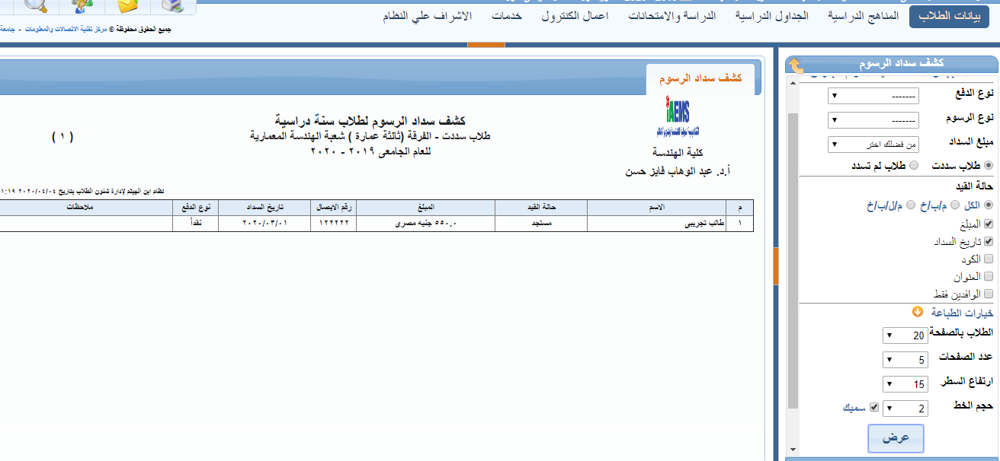 بيانات الطلاب المناهج الدراسية الجداول الدراسية الدراسة والامتحانات اعمال الكنترول خدمات الاشراف علي النظام
جميع الحقوق محفوظة © مركز تقنية الاتصالات والمعلومات - جامعة
كشف سداد الرسوم
نوع الدفع -------
نوع الرسوم -------
مبلغ السداد من فضلك اختر
طلاب سددت طلاب لم تسدد
حالة القيد
الكل م/ب/خ م/ل/ب/خ
المبلغ
تاريخ السداد
الكود
العنوان
الوافدين فقط
خيارات الطباعة
الطلاب بالصفحة 20
عدد الصفحات 5
ارتفاع السطر 15
حجم الخط 2 سميك
عرض
كشف سداد الرسوم
iAEMS
كلية الهندسة
أ.د. عبد الوهاب فايز حسن
كشف سداد الرسوم لطلاب سنة دراسية
طلاب سددت - الفرقة (ثالثة عمارة ) شعبة الهندسة المعمارية
للعام الجامعى ٢٠١٩ - ٢٠٢٠
( ١ )
نظام ابن الهيثم لإدارة شئون الطلاب بتاريخ ٢٠٢٠/٠٤/٠٤ ١:١٩
م الاسم حالة القيد المبلغ رقم الايصال تاريخ السداد نوع الدفع ملاحظات
١ طالب تجريبى مستجد ٥٥٠.٠ جنيه مصرى ١٢٢٢٢٢ ٢٠٢٠/٠٣/٠١ نقداً